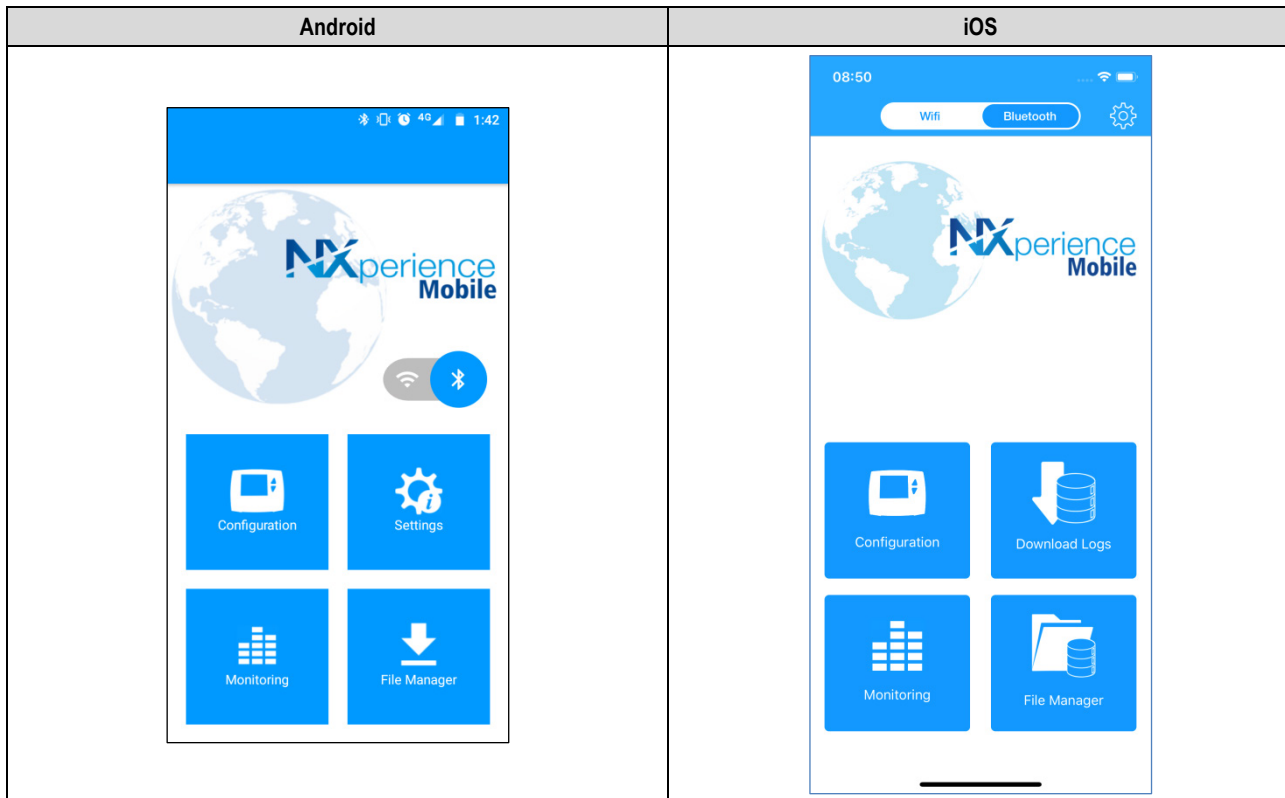 Android
iOS
4G 1:42
NXperience
Mobile
Configuration
Settings
Monitoring
File Manager
08:50
Wifi
Bluetooth
NXperience
Mobile
Configuration
Download Logs
Monitoring
File Manager